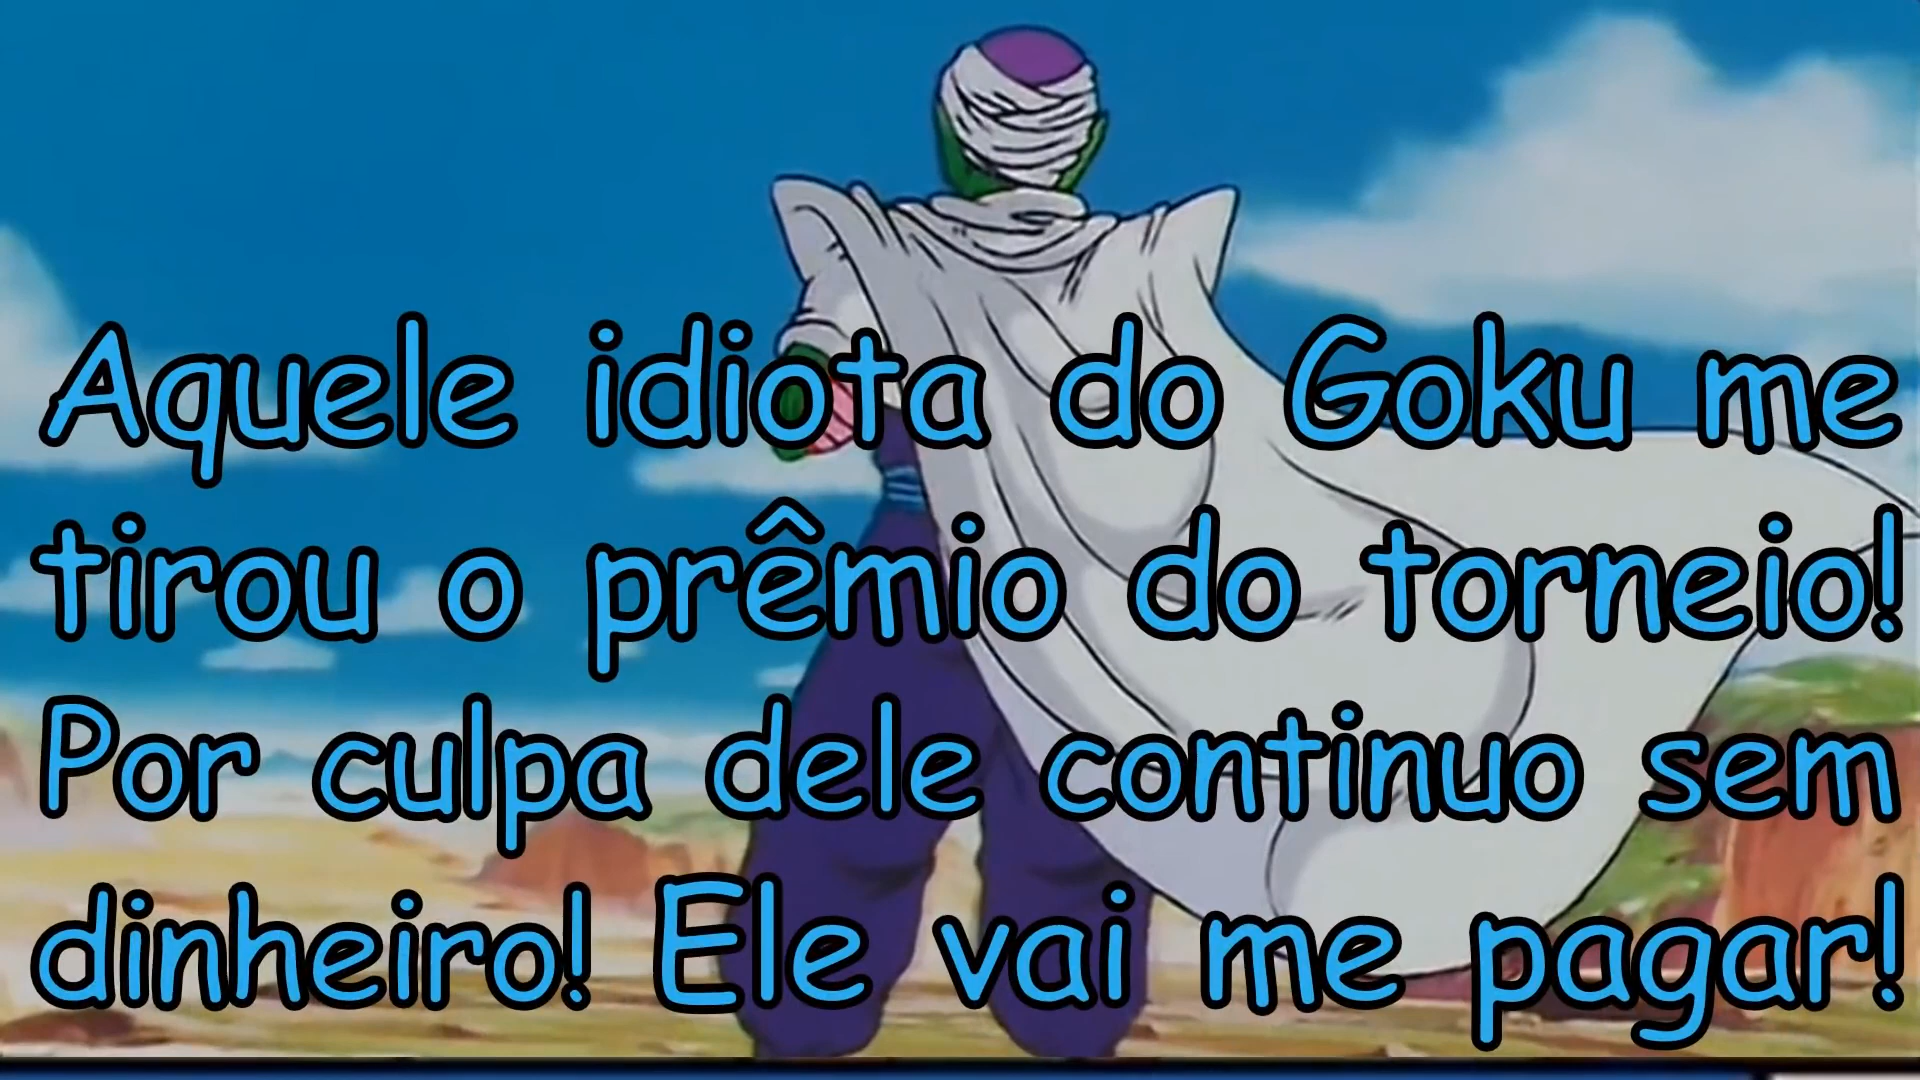 Aquele idiota do Goku me
tirou o prêmio do torneio!
Por culpa dele continuo sem
dinheiro! Ele vai me pagar!